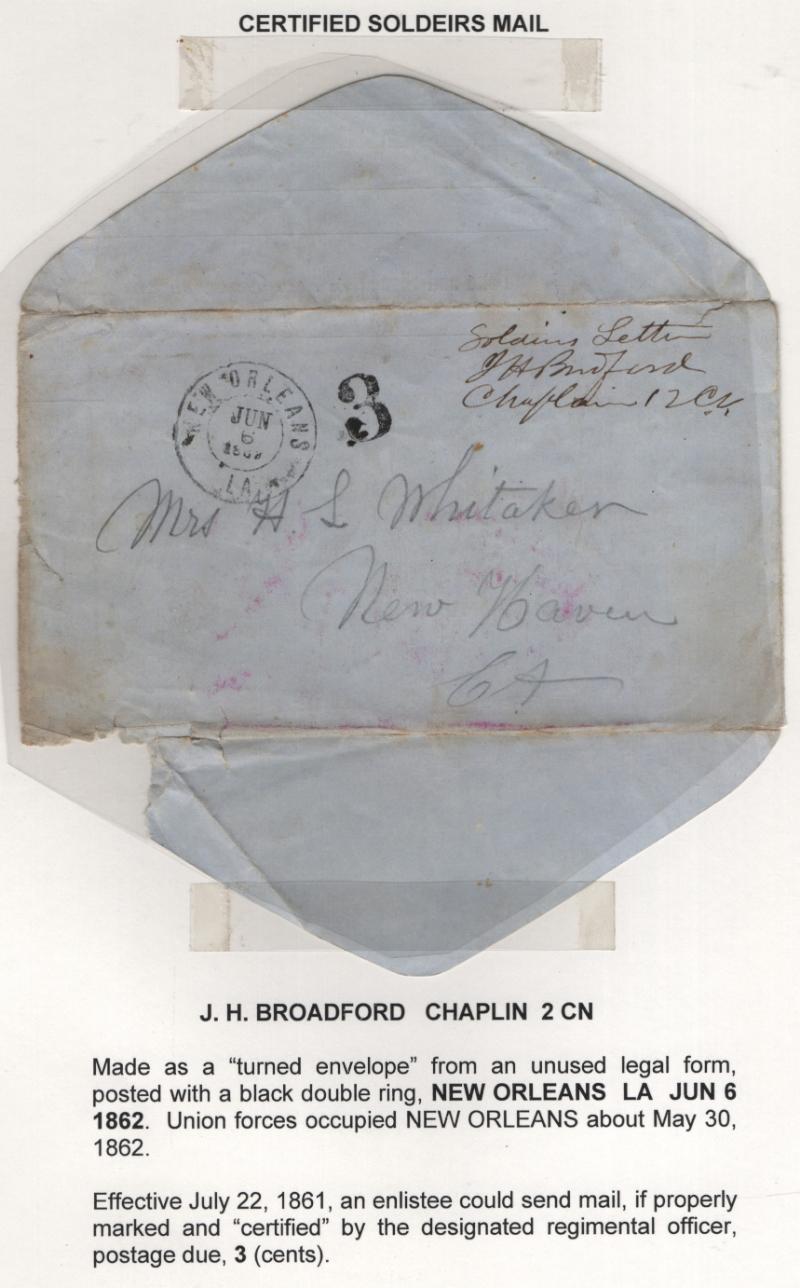 CERTIFIED SOLDEIRS MAIL
Soldiers Letter
J H Bradford
Chaplain 12 C.V.
NEW ORLEANS
JUN
6
1862
LA
3
Mrs H. S Whitaker
New Haven
Ct
J. H. BROADFORD CHAPLIN 2 CN
Made as a “turned envelope” from an unused legal form,
posted with a black double ring, NEW ORLEANS LA JUN 6
1862. Union forces occupied NEW ORLEANS about May 30,
1862.
Effective July 22, 1861, an enlistee could send mail, if properly
marked and “certified” by the designated regimental officer,
postage due, 3 (cents).